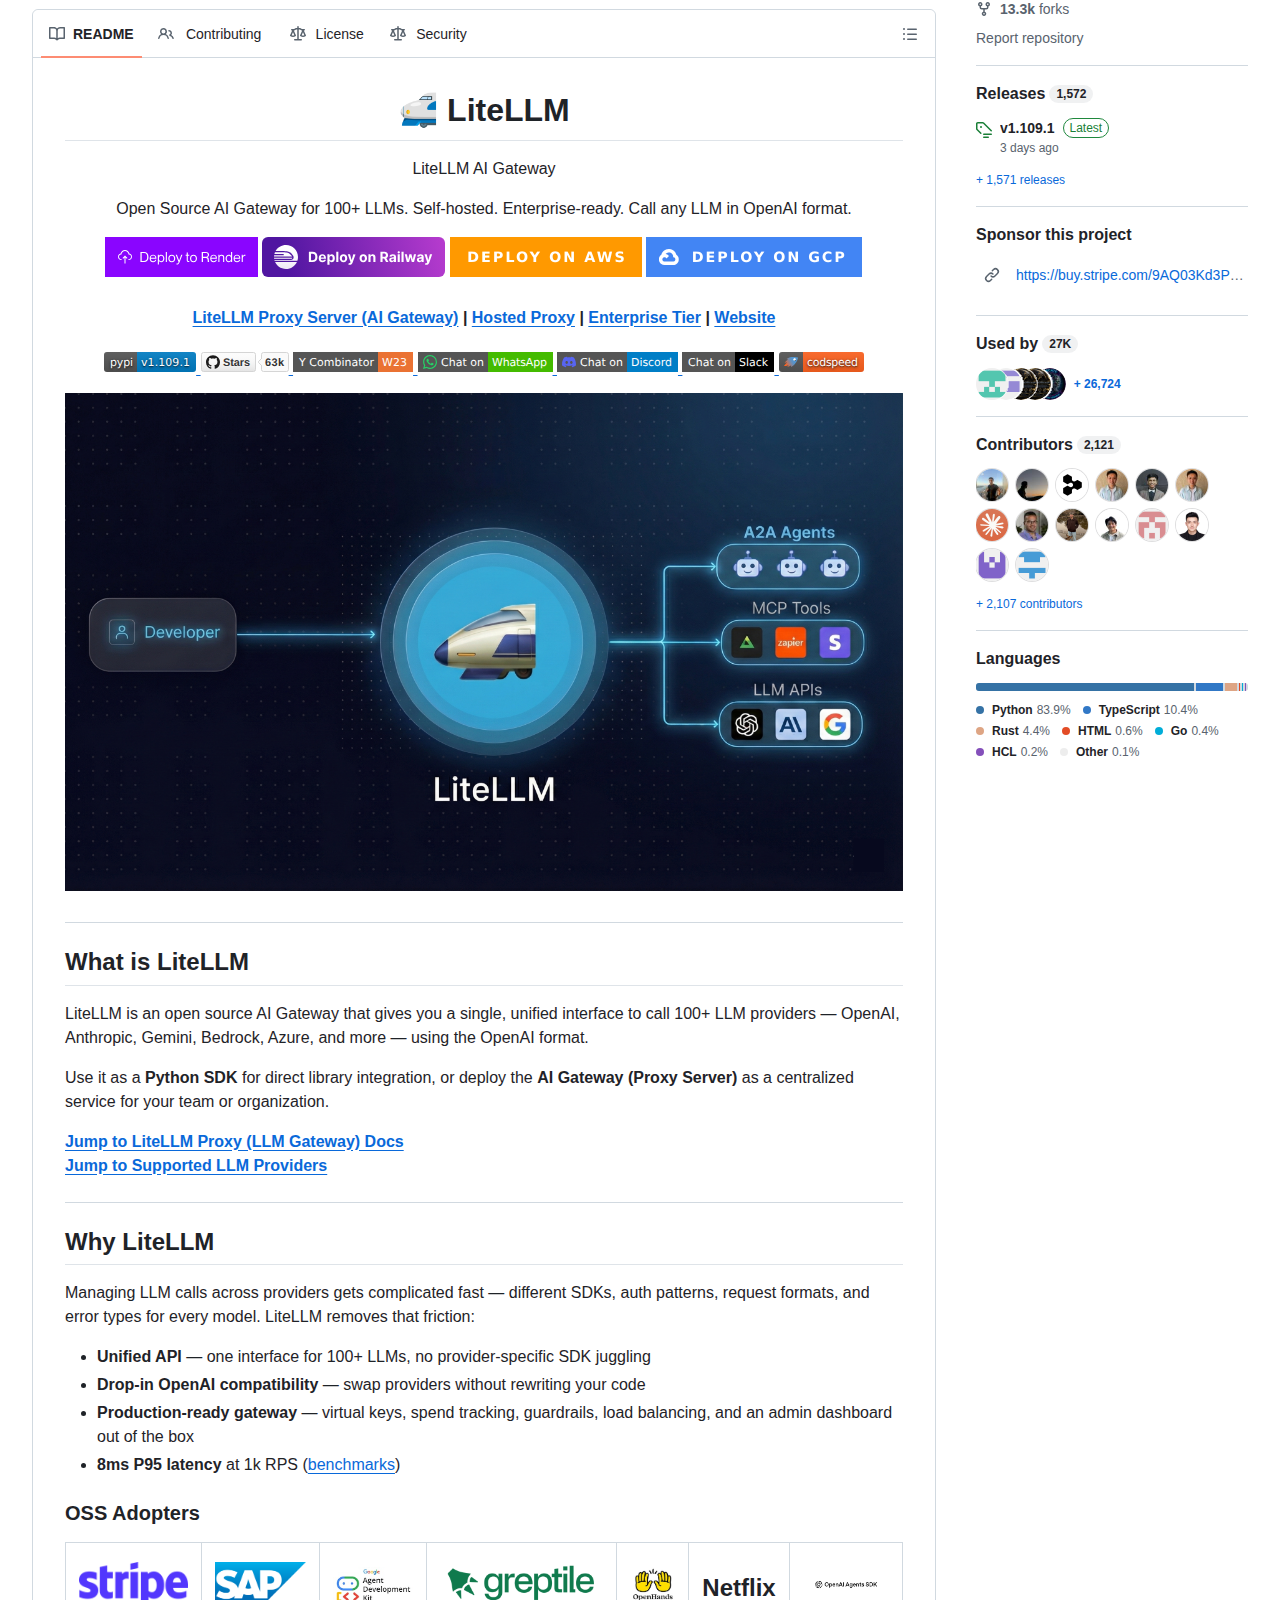 README
Contributing
License
Security
LiteLLM
LiteLLM AI Gateway
Open Source AI Gateway for 100+ LLMs. Self-hosted. Enterprise-ready. Call any LLM in OpenAI format.
Deploy to Render
Deploy on Railway
DEPLOY ON AWS
DEPLOY ON GCP
LiteLLM Proxy Server (AI Gateway) | Hosted Proxy | Enterprise Tier | Website
pypi v1.109.1
Stars 63k
Y Combinator W23
Chat on WhatsApp
Chat on Discord
Chat on Slack
codspeed
A2A Agents
Developer
MCP Tools
zapier
S
LLM APIs
LiteLLM
What is LiteLLM
LiteLLM is an open source AI Gateway that gives you a single, unified interface to call 100+ LLM providers — OpenAI,
Anthropic, Gemini, Bedrock, Azure, and more — using the OpenAI format.
Use it as a Python SDK for direct library integration, or deploy the AI Gateway (Proxy Server) as a centralized
service for your team or organization.
Jump to LiteLLM Proxy (LLM Gateway) Docs
Jump to Supported LLM Providers
Why LiteLLM
Managing LLM calls across providers gets complicated fast — different SDKs, auth patterns, request formats, and
error types for every model. LiteLLM removes that friction:
Unified API — one interface for 100+ LLMs, no provider-specific SDK juggling
Drop-in OpenAI compatibility — swap providers without rewriting your code
Production-ready gateway — virtual keys, spend tracking, guardrails, load balancing, and an admin dashboard
out of the box
8ms P95 latency at 1k RPS (benchmarks)
OSS Adopters
stripe
SAP
Google
Agent
Development
Kit
greptile
OpenHands
Netflix
OpenAI Agents SDK
13.3k forks
Report repository
Releases 1,572
v1.109.1 Latest
3 days ago
+ 1,571 releases
Sponsor this project
https://buy.stripe.com/9AQ03Kd3P…
Used by 27K
+ 26,724
Contributors 2,121
+ 2,107 contributors
Languages
Python 83.9% TypeScript 10.4%
Rust 4.4% HTML 0.6% Go 0.4%
HCL 0.2% Other 0.1%